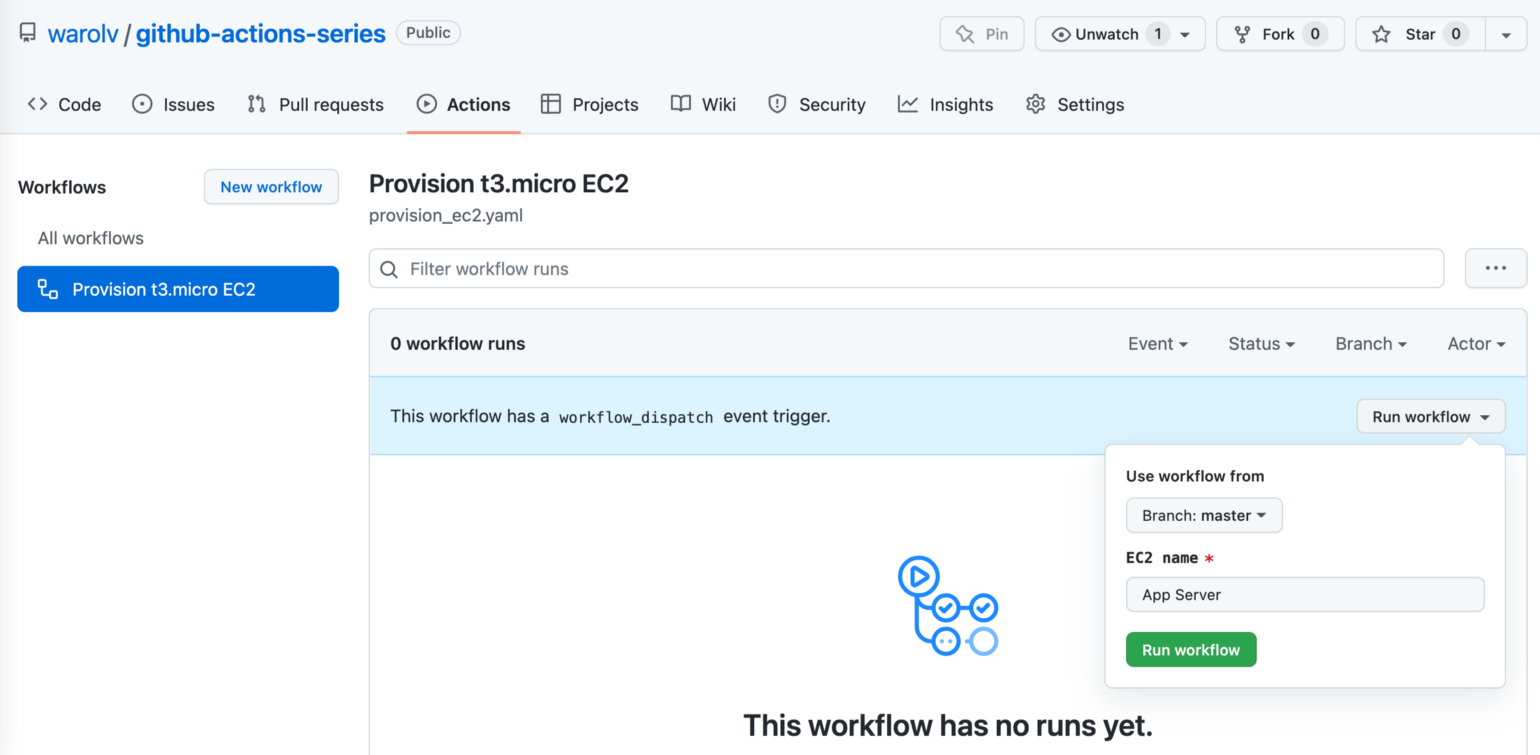 warolv / github-actions-series Public Pin Unwatch 1 Fork 0 Star 0
Code Issues Pull requests Actions Projects Wiki Security Insights Settings
Workflows New workflow
All workflows
Provision t3.micro EC2
Provision t3.micro EC2
provision_ec2.yaml
Filter workflow runs
0 workflow runs Event Status Branch Actor
This workflow has a workflow_dispatch event trigger. Run workflow
Use workflow from
Branch: master
EC2 name *
App Server
Run workflow
This workflow has no runs yet.